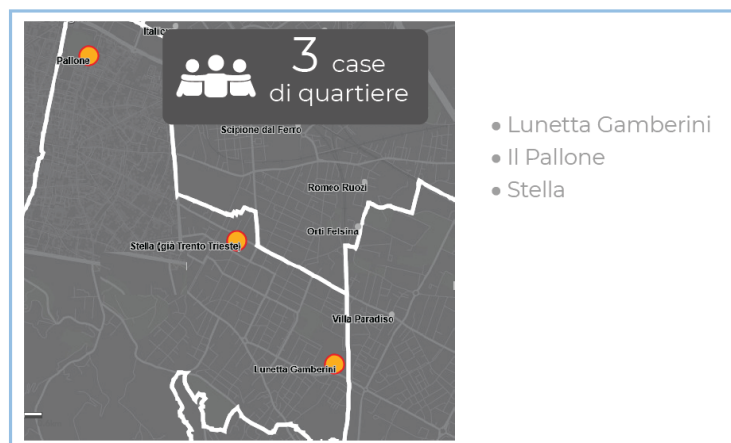 Italic
Pallone
3 case
di quartiere
Scipione dal Ferro
Romeo Ruozi
Orti Felsina
Stella (già Trento Trieste)
Villa Paradiso
Lunetta Gamberini
• Lunetta Gamberini
• Il Pallone
• Stella